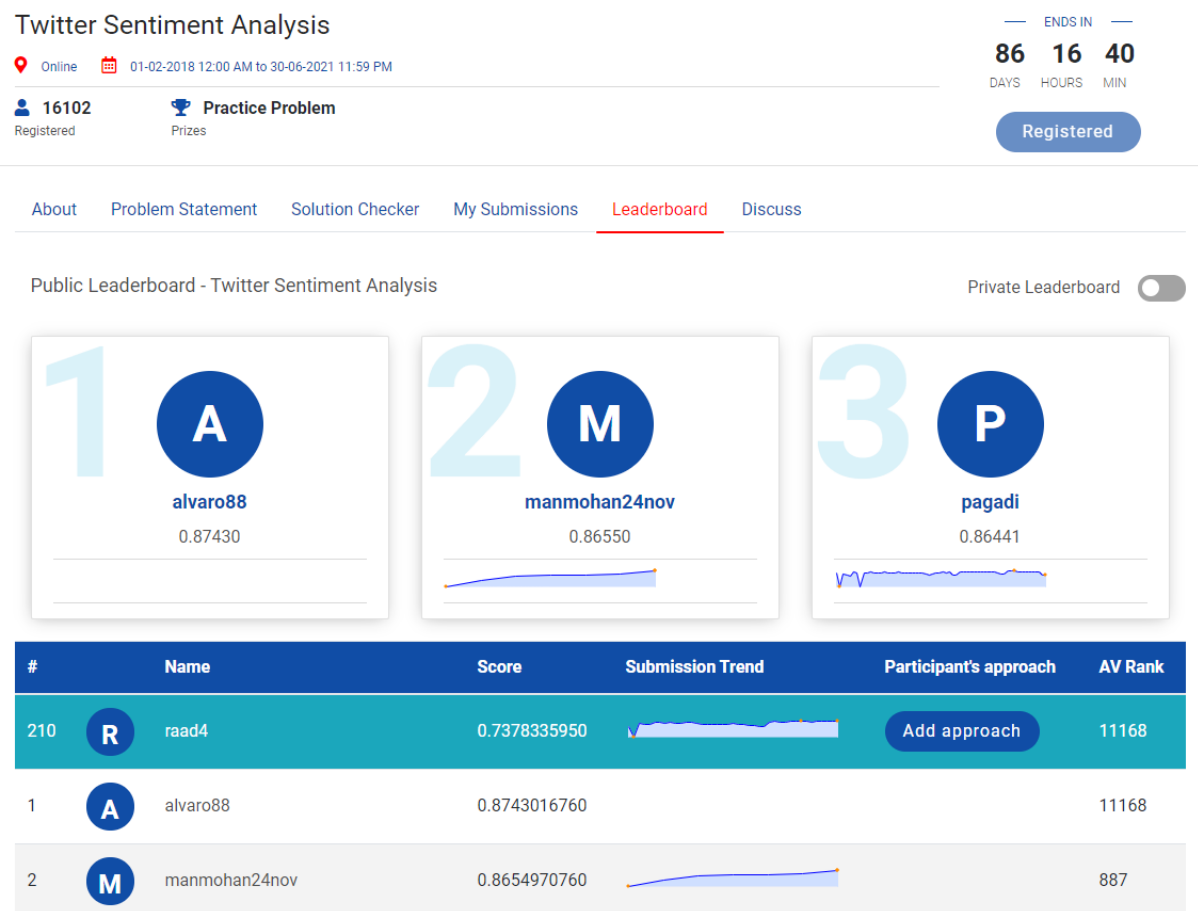 Twitter Sentiment Analysis
ENDS IN
86 16 40
DAYS HOURS MIN
Online 01-02-2018 12:00 AM to 30-06-2021 11:59 PM
16102 Practice Problem
Registered Prizes
Registered
About Problem Statement Solution Checker My Submissions Leaderboard Discuss
Public Leaderboard - Twitter Sentiment Analysis Private Leaderboard
1 2 3
A M P
alvaro88 manmohan24nov pagadi
0.87430 0.86550 0.86441
# Name Score Submission Trend Participant's approach AV Rank
210 R raad4 0.7378335950 Add approach 11168
1 A alvaro88 0.8743016760 11168
2 M manmohan24nov 0.8654970760 887